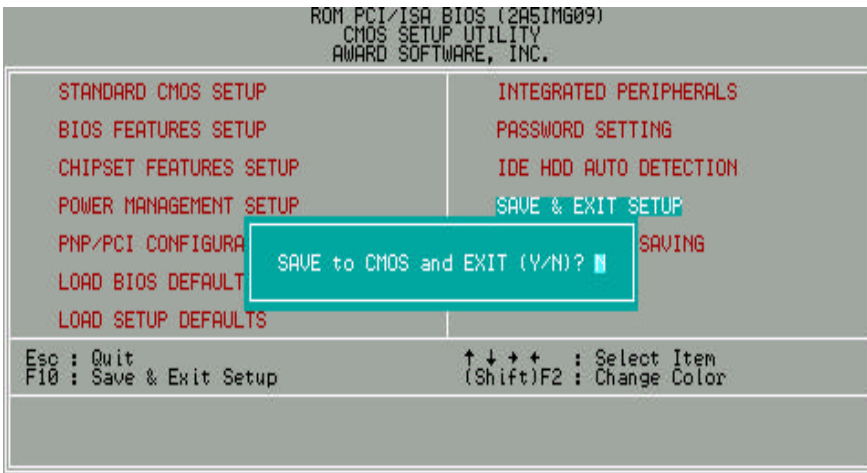 ROM PCI/ISA BIOS (2A5IMG09)
CMOS SETUP UTILITY
AWARD SOFTWARE, INC.
STANDARD CMOS SETUP
BIOS FEATURES SETUP
CHIPSET FEATURES SETUP
POWER MANAGEMENT SETUP
PNP/PCI CONFIGURA
LOAD BIOS DEFAULT
LOAD SETUP DEFAULTS
INTEGRATED PERIPHERALS
PASSWORD SETTING
IDE HDD AUTO DETECTION
SAVE & EXIT SETUP
SAVING
SAVE to CMOS and EXIT (Y/N)? N
Esc : Quit
F10 : Save & Exit Setup
↑ ↓ → ← : Select Item
(Shift)F2 : Change Color